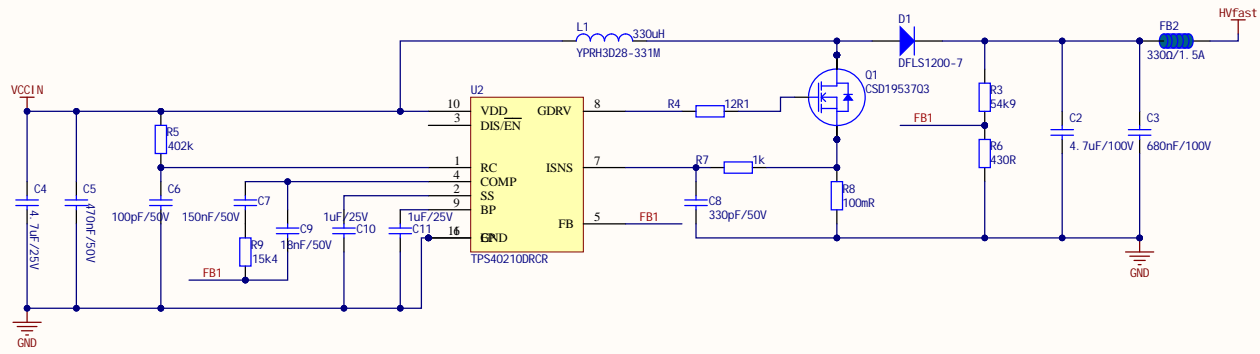 HVfast
FB2
330Ω/1.5A
L1
330uH
YPRH3D28-331M
D1
DFLS1200-7
Q1
CSD19537Q3
VCCIN
U2
10 VDD
3 DIS/EN
1 RC
4 COMP
2 SS
9 BP
GND
GDRV 8
ISNS 7
FB 5
TPS40210DRCR
R4
12R1
R3
54k9
FB1
R5
402k
C2
4.7uF/100V
C3
680nF/100V
R6
430R
R7
1k
C4
4.7uF/25V
C5
470nF/50V
C6
100pF/50V
C7
150nF/50V
C8
330pF/50V
R8
100mR
C9
18nF/50V
1uF/25V
C10
1uF/25V
C11
R9
15k4
FB1
FB1
GND
GND